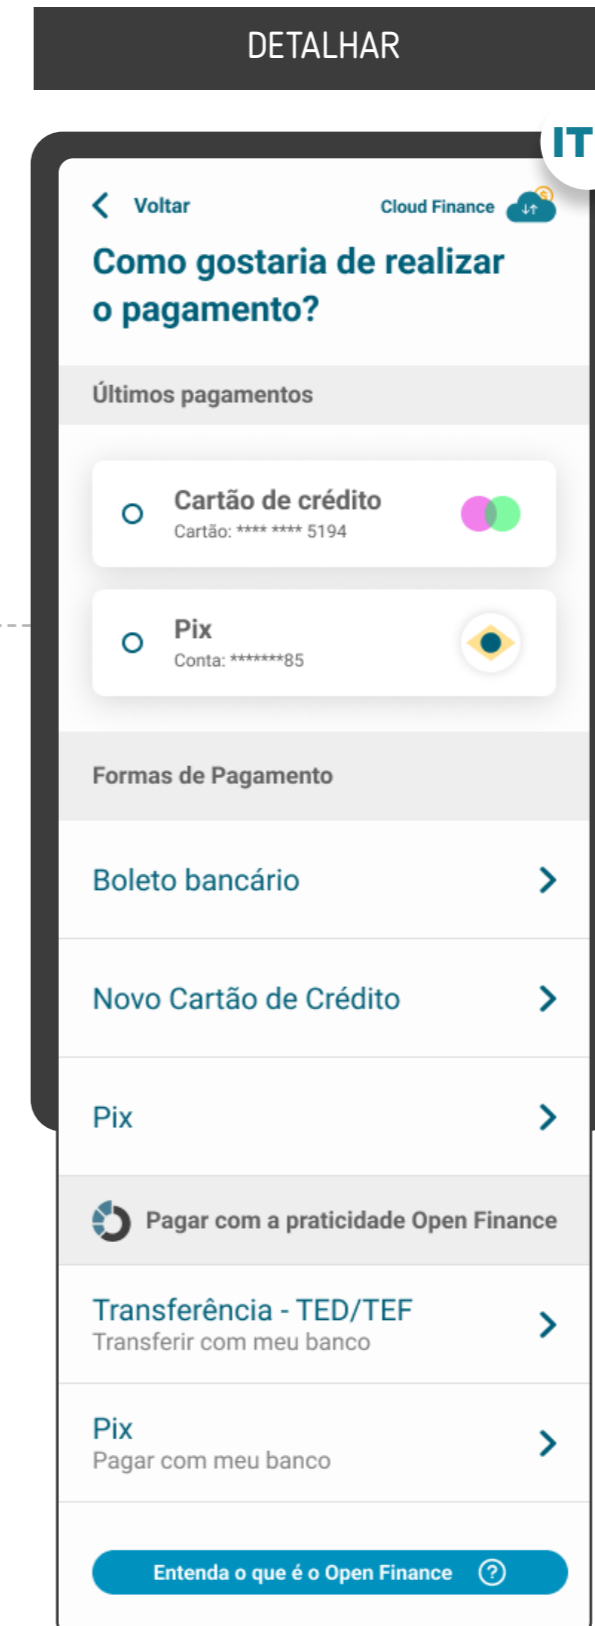 DETALHAR
IT
Voltar
Cloud Finance
Como gostaria de realizar
o pagamento?
Últimos pagamentos
Cartão de crédito
Cartão: **** **** 5194
Pix
Conta: *******85
Formas de Pagamento
Boleto bancário
Novo Cartão de Crédito
Pix
Pagar com a praticidade Open Finance
Transferência - TED/TEF
Transferir com meu banco
Pix
Pagar com meu banco
Entenda o que é o Open Finance ?